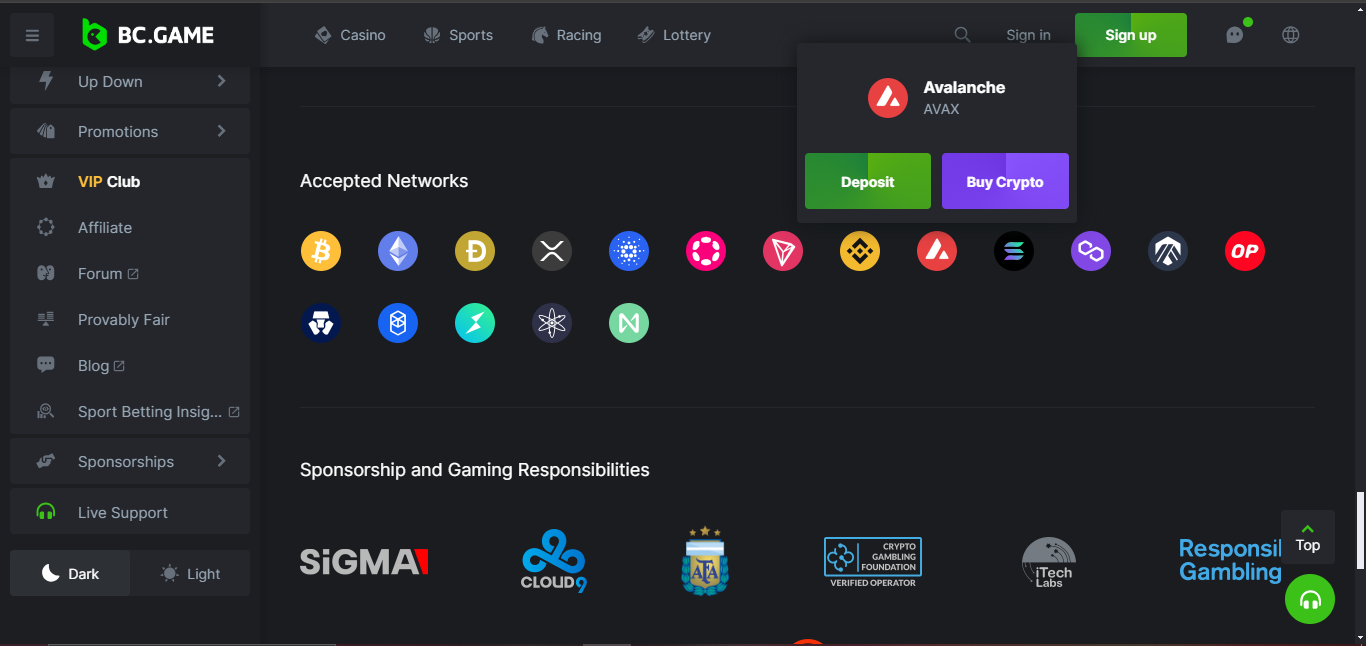 BC.GAME
Casino
Sports
Racing
Lottery
Sign in
Sign up
Up Down
Promotions
VIP Club
Affiliate
Forum
Provably Fair
Blog
Sport Betting Insig...
Sponsorships
Live Support
Dark
Light
Avalanche
AVAX
Deposit
Buy Crypto
Accepted Networks
OP
Sponsorship and Gaming Responsibilities
SiGMA
CLOUD9
AFA
CRYPTO
GAMBLING
FOUNDATION
VERIFIED OPERATOR
iTech
Labs
Responsi
Gambling
Top